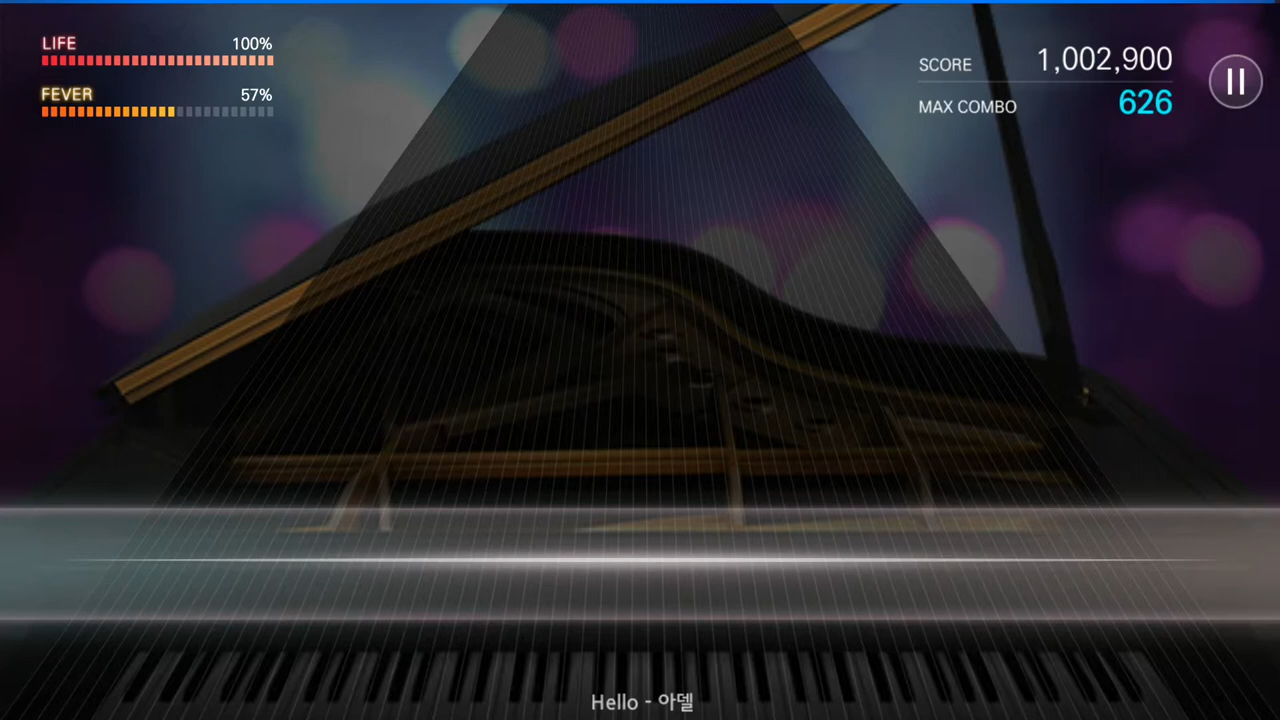 LIFE 100%
FEVER 57%
SCORE 1,002,900
MAX COMBO 626
Hello - 아델